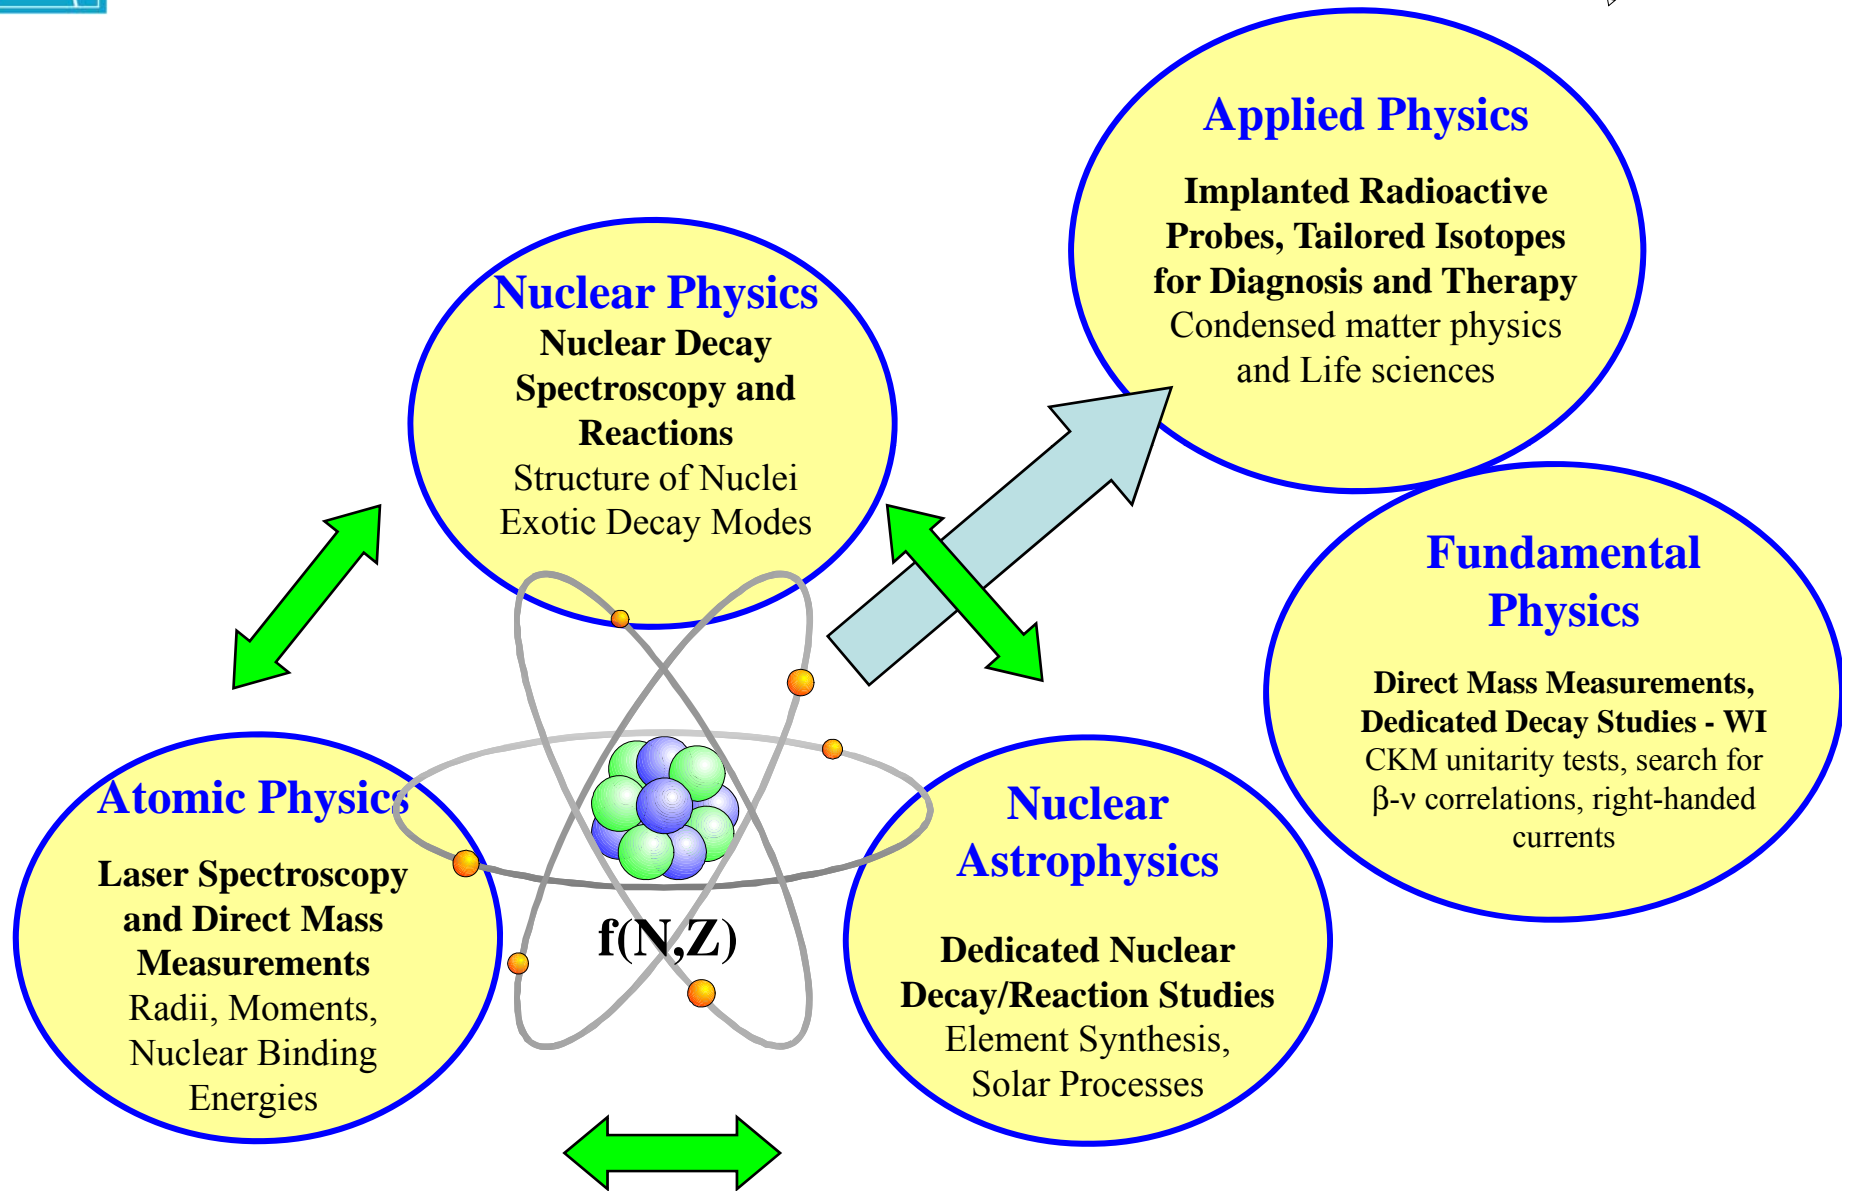 Applied Physics
Implanted Radioactive
Probes, Tailored Isotopes
for Diagnosis and Therapy
Condensed matter physics
and Life sciences
Nuclear Physics
Nuclear Decay
Spectroscopy and
Reactions
Structure of Nuclei
Exotic Decay Modes
Fundamental
Physics
Direct Mass Measurements,
Dedicated Decay Studies - WI
CKM unitarity tests, search for
β-ν correlations, right-handed
currents
Atomic Physics
Laser Spectroscopy
and Direct Mass
Measurements
Radii, Moments,
Nuclear Binding
Energies
f(N,Z)
Nuclear
Astrophysics
Dedicated Nuclear
Decay/Reaction Studies
Element Synthesis,
Solar Processes